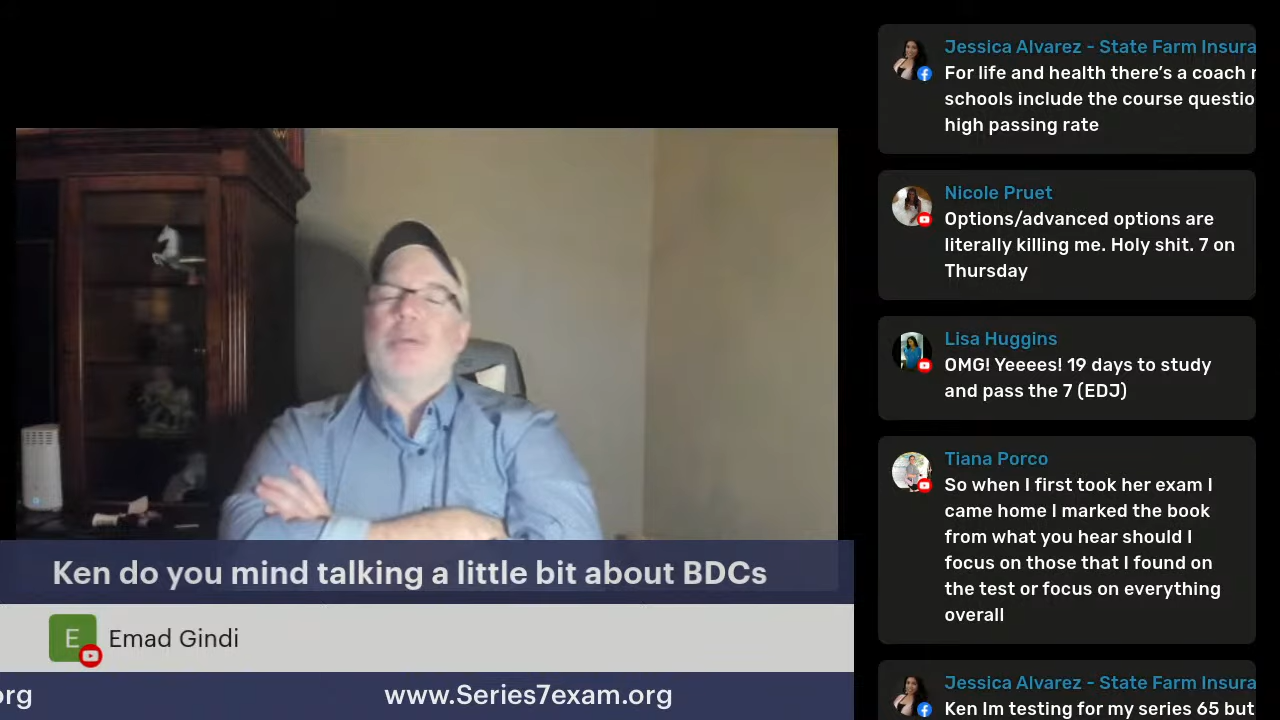 Ken do you mind talking a little bit about BDCs
E
Emad Gindi
org
www.Series7exam.org
Jessica Alvarez - State Farm Insura
For life and health there’s a coach
schools include the course questio
high passing rate
Nicole Pruet
Options/advanced options are
literally killing me. Holy shit. 7 on
Thursday
Lisa Huggins
OMG! Yeeees! 19 days to study
and pass the 7 (EDJ)
Tiana Porco
So when I first took her exam I
came home I marked the book
from what you hear should I
focus on those that I found on
the test or focus on everything
overall
Jessica Alvarez - State Farm Insura
Ken Im testing for my series 65 but